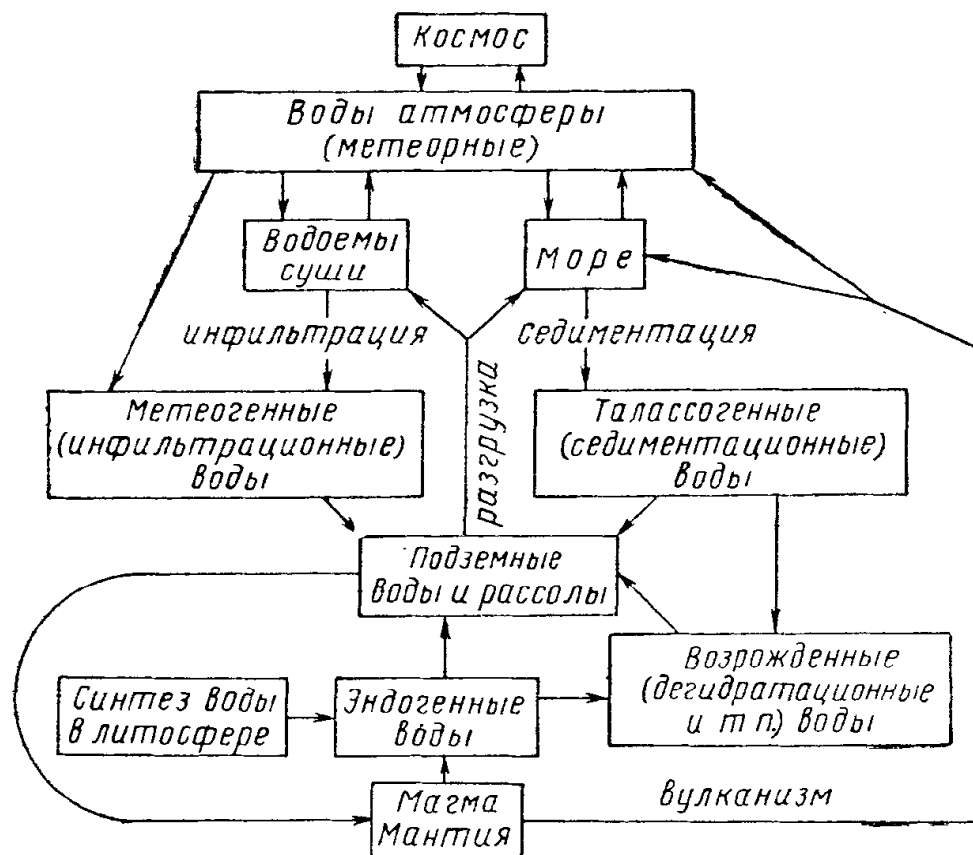 Космос
Воды атмосферы
(метеорные)
Водоемы
суши
Море
инфильтрация
седиментация
Метеогенные
(инфильтрационные)
воды
разгрузка
Талассогенные
(седиментационные)
воды
Подземные
воды и рассолы
Синтез воды
в литосфере
Эндогенные
воды
Возрожденные
(дегидратационные
и т п.) воды
Магма
Мантия
вулканизм